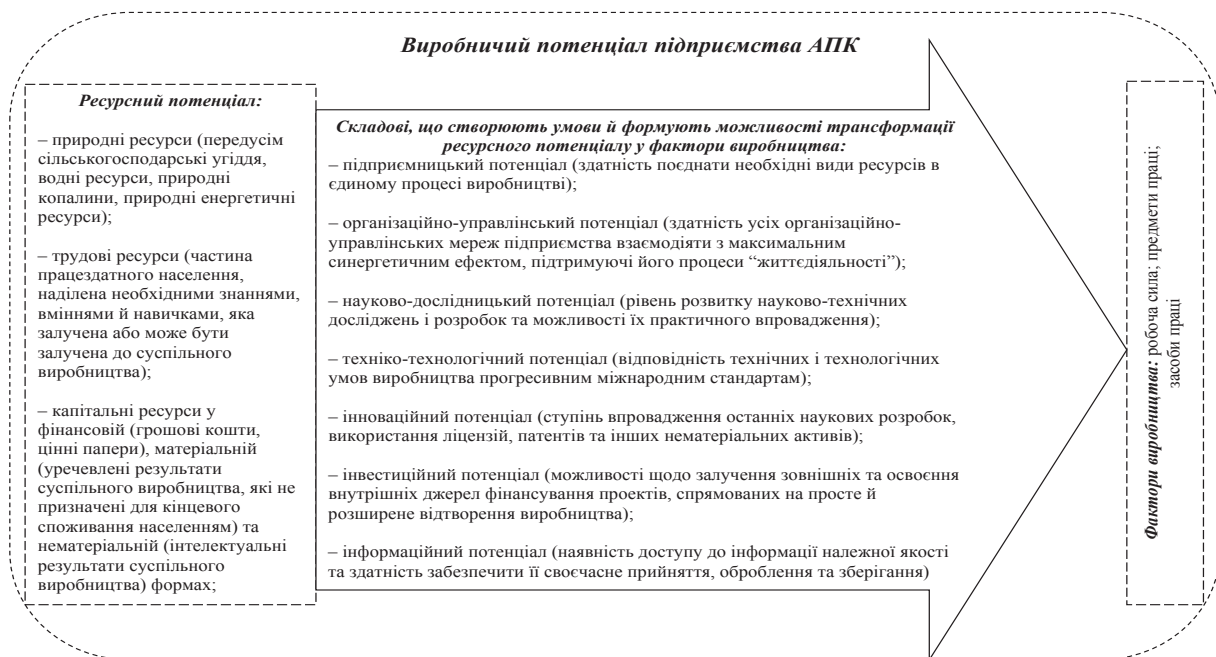 Виробничий потенціал підприємства АПК
Ресурсний потенціал:
– природні ресурси (передусім
сільськогосподарські угіддя,
водні ресурси, природні
копалини, природні енергетичні
ресурси);
– трудові ресурси (частина
працездатного населення,
наділена необхідними знаннями,
вміннями й навичками, яка
залучена або може бути
залучена до суспільного
виробництва);
– капітальні ресурси у
фінансовій (грошові кошти,
цінні папери), матеріальній
(уречевлені результати
суспільного виробництва, які не
призначені для кінцевого
споживання населенням) та
нематеріальній (інтелектуальні
результати суспільного
виробництва) формах;
Складові, що створюють умови й формують можливості трансформації
ресурсного потенціалу у фактори виробництва:
– підприємницький потенціал (здатність поєднати необхідні види ресурсів в
єдиному процесі виробництві);
– організаційно-управлінський потенціал (здатність усіх організаційно-
управлінських мереж підприємства взаємодіяти з максимальним
синергетичним ефектом, підтримуючі його процеси “життєдіяльності”);
– науково-дослідницький потенціал (рівень розвитку науково-технічних
досліджень і розробок та можливості їх практичного впровадження);
– техніко-технологічний потенціал (відповідність технічних і технологічних
умов виробництва прогресивним міжнародним стандартам);
– інноваційний потенціал (ступінь впровадження останніх наукових розробок,
використання ліцензій, патентів та інших нематеріальних активів);
– інвестиційний потенціал (можливості щодо залучення зовнішніх та освоєння
внутрішніх джерел фінансування проектів, спрямованих на просте й
розширене відтворення виробництва);
– інформаційний потенціал (наявність доступу до інформації належної якості
та здатність забезпечити її своєчасне прийняття, оброблення та зберігання)
Фактори виробництва: робоча сила; предмети праці;
засоби праці